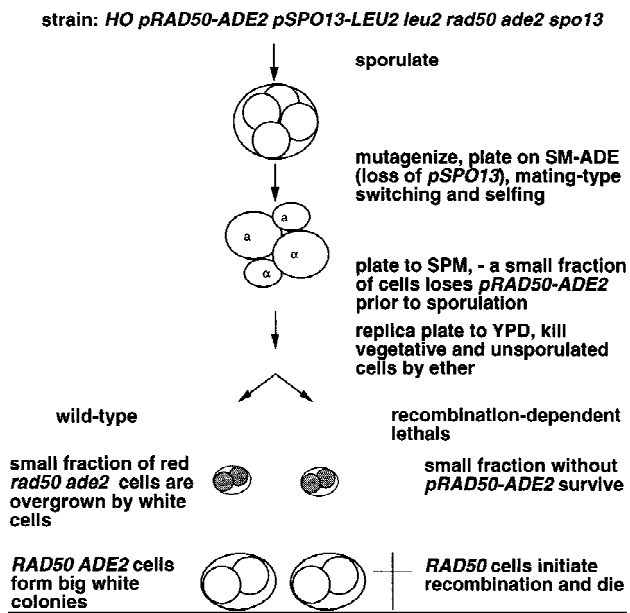 strain: HO pRAD50-ADE2 pSPO13-LEU2 leu2 rad50 ade2 spo13
sporulate
mutagenize, plate on SM-ADE
(loss of pSPO13), mating-type
switching and selfing
a
a
α
α
plate to SPM, - a small fraction
of cells loses pRAD50-ADE2
prior to sporulation
replica plate to YPD, kill
vegetative and unsporulated
cells by ether
wild-type
recombination-dependent
lethals
small fraction of red
rad50 ade2 cells are
overgrown by white
cells
small fraction without
pRAD50-ADE2 survive
RAD50 ADE2 cells
form big white
colonies
RAD50 cells initiate
recombination and die